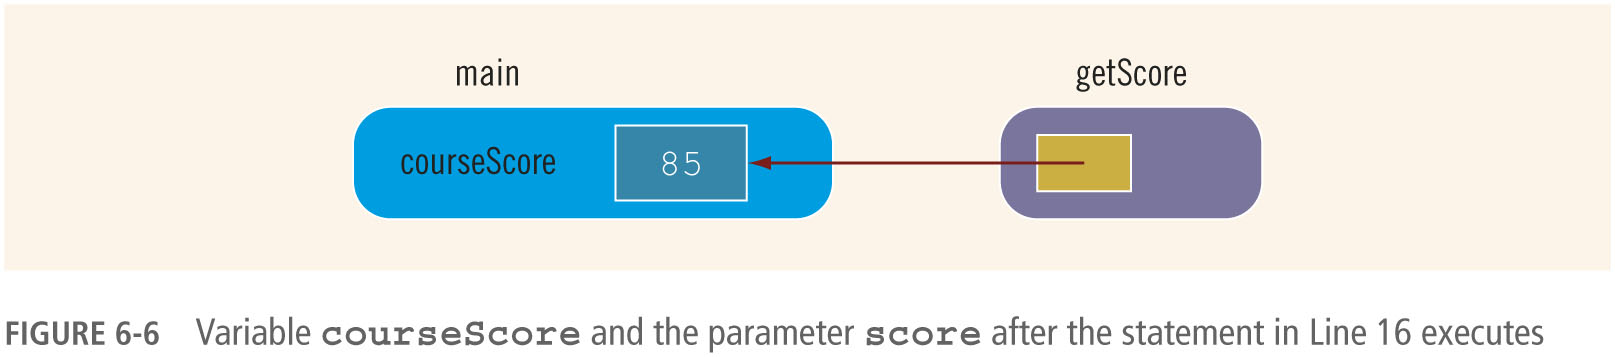 main
getScore
courseScore
85
FIGURE 6-6 Variable courseScore and the parameter score after the statement in Line 16 executes